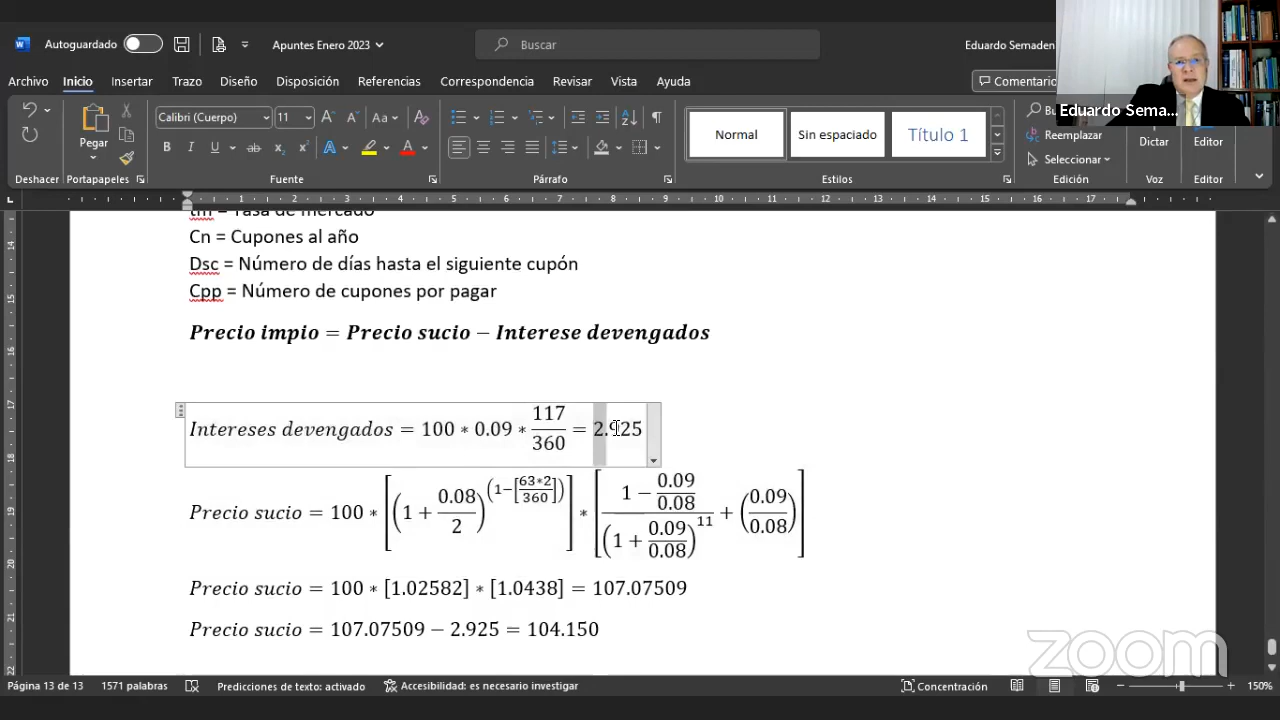 Autoguardado
Apuntes Enero 2023
Buscar
Eduardo Semaden
Archivo Inicio Insertar Trazo Diseño Disposición Referencias Correspondencia Revisar Vista Ayuda
Comentario
Eduardo Sema...
Pegar
Calibri (Cuerpo) 11
Normal
Sin espaciado
Título 1
Reemplazar
Seleccionar
Dictar
Editor
Deshacer Portapapeles Fuente Párrafo Estilos Edición Voz Editor
tm = Tasa de mercado
Cn = Cupones al año
Dsc = Número de días hasta el siguiente cupón
Cpp = Número de cupones por pagar
Precio impio = Precio sucio − Interese devengados
Intereses devengados = 100 * 0.09 * 117/360 = 2.925
Precio sucio = 100 * [(1 + 0.08/2)^(1−[63*2/360])] * [(1 − 0.09/0.08)/(1 + 0.09/0.08)^11 + (0.09/0.08)]
Precio sucio = 100 * [1.02582] * [1.0438] = 107.07509
Precio sucio = 107.07509 − 2.925 = 104.150
zoom
Página 13 de 13 1571 palabras Predicciones de texto: activado Accesibilidad: es necesario investigar Concentración 150%